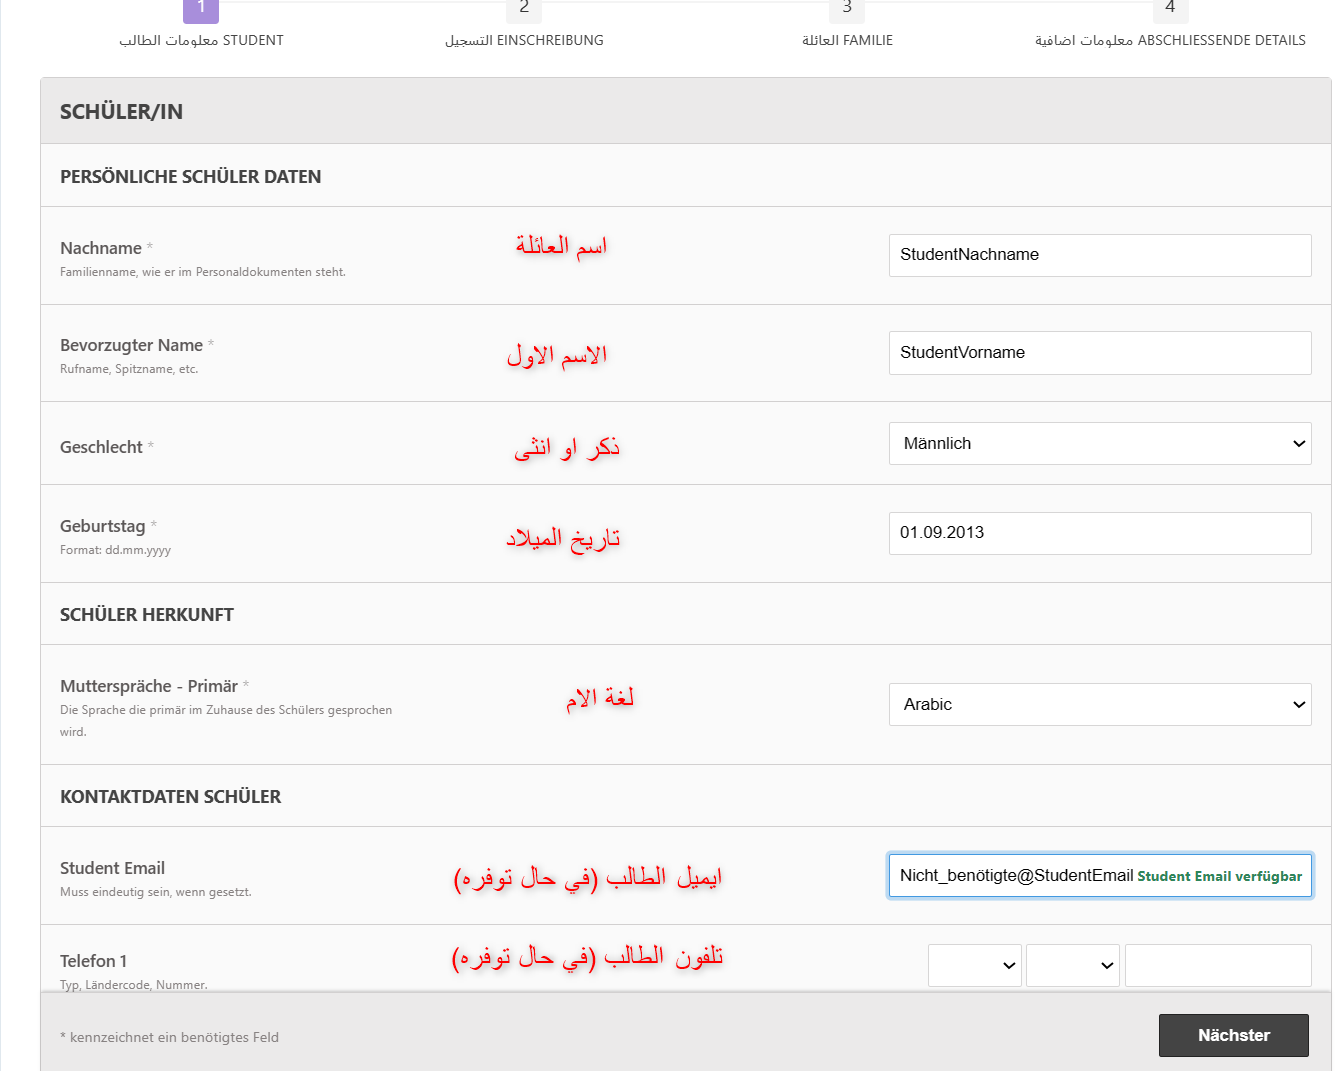 1
2
3
4
معلومات الطالب STUDENT
التسجيل EINSCHREIBUNG
العائلة FAMILIE
معلومات اضافية ABSCHLIESSENDE DETAILS
SCHÜLER/IN
PERSÖNLICHE SCHÜLER DATEN
Nachname *
Familienname, wie er im Personaldokumenten steht.
اسم العائلة
StudentNachname
Bevorzugter Name *
Rufname, Spitzname, etc.
الاسم الاول
StudentVorname
Geschlecht *
ذكر او انثى
Männlich
Geburtstag *
Format: dd.mm.yyyy
تاريخ الميلاد
01.09.2013
SCHÜLER HERKUNFT
Mutterspräche - Primär *
Die Sprache die primär im Zuhause des Schülers gesprochen
wird.
لغة الام
Arabic
KONTAKTDATEN SCHÜLER
Student Email
Muss eindeutig sein, wenn gesetzt.
ايميل الطالب (في حال توفره)
Nicht_benötigte@StudentEmail Student Email verfügbar
Telefon 1
Typ, Ländercode, Nummer.
تلفون الطالب (في حال توفره)
* kennzeichnet ein benötigtes Feld
Nächster